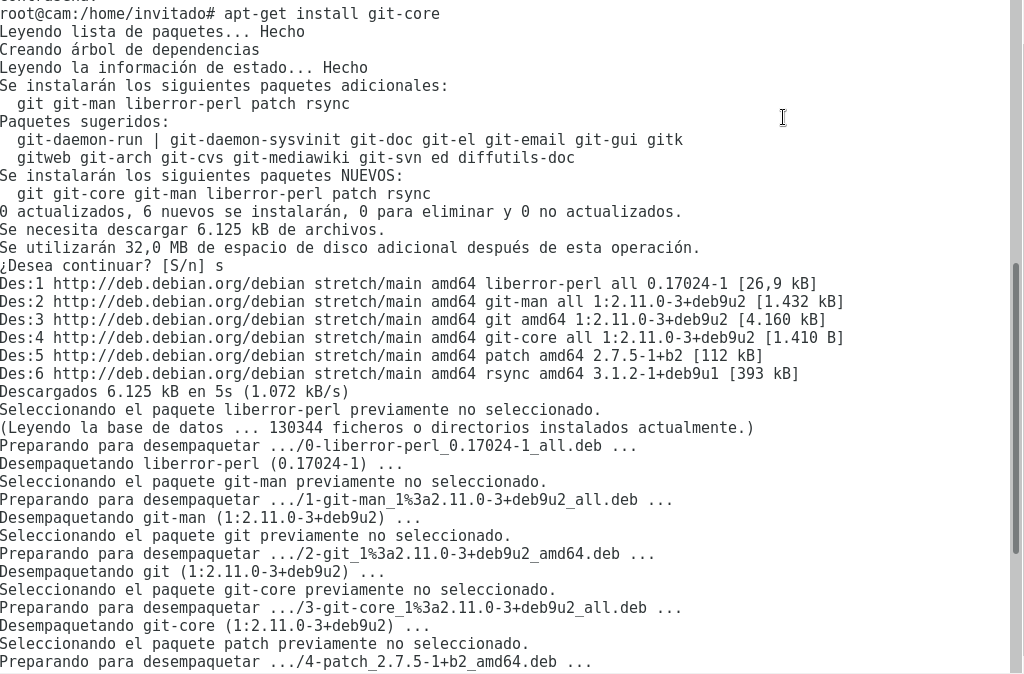 root@cam:/home/invitado# apt-get install git-core
Leyendo lista de paquetes... Hecho
Creando árbol de dependencias
Leyendo la información de estado... Hecho
Se instalarán los siguientes paquetes adicionales:
  git git-man liberror-perl patch rsync
Paquetes sugeridos:
  git-daemon-run | git-daemon-sysvinit git-doc git-el git-email git-gui gitk
  gitweb git-arch git-cvs git-mediawiki git-svn ed diffutils-doc
Se instalarán los siguientes paquetes NUEVOS:
  git git-core git-man liberror-perl patch rsync
0 actualizados, 6 nuevos se instalarán, 0 para eliminar y 0 no actualizados.
Se necesita descargar 6.125 kB de archivos.
Se utilizarán 32,0 MB de espacio de disco adicional después de esta operación.
¿Desea continuar? [S/n] s
Des:1 http://deb.debian.org/debian stretch/main amd64 liberror-perl all 0.17024-1 [26,9 kB]
Des:2 http://deb.debian.org/debian stretch/main amd64 git-man all 1:2.11.0-3+deb9u2 [1.432 kB]
Des:3 http://deb.debian.org/debian stretch/main amd64 git amd64 1:2.11.0-3+deb9u2 [4.160 kB]
Des:4 http://deb.debian.org/debian stretch/main amd64 git-core all 1:2.11.0-3+deb9u2 [1.410 B]
Des:5 http://deb.debian.org/debian stretch/main amd64 patch amd64 2.7.5-1+b2 [112 kB]
Des:6 http://deb.debian.org/debian stretch/main amd64 rsync amd64 3.1.2-1+deb9u1 [393 kB]
Descargados 6.125 kB en 5s (1.072 kB/s)
Seleccionando el paquete liberror-perl previamente no seleccionado.
(Leyendo la base de datos ... 130344 ficheros o directorios instalados actualmente.)
Preparando para desempaquetar .../0-liberror-perl_0.17024-1_all.deb ...
Desempaquetando liberror-perl (0.17024-1) ...
Seleccionando el paquete git-man previamente no seleccionado.
Preparando para desempaquetar .../1-git-man_1%3a2.11.0-3+deb9u2_all.deb ...
Desempaquetando git-man (1:2.11.0-3+deb9u2) ...
Seleccionando el paquete git previamente no seleccionado.
Preparando para desempaquetar .../2-git_1%3a2.11.0-3+deb9u2_amd64.deb ...
Desempaquetando git (1:2.11.0-3+deb9u2) ...
Seleccionando el paquete git-core previamente no seleccionado.
Preparando para desempaquetar .../3-git-core_1%3a2.11.0-3+deb9u2_all.deb ...
Desempaquetando git-core (1:2.11.0-3+deb9u2) ...
Seleccionando el paquete patch previamente no seleccionado.
Preparando para desempaquetar .../4-patch_2.7.5-1+b2_amd64.deb ...